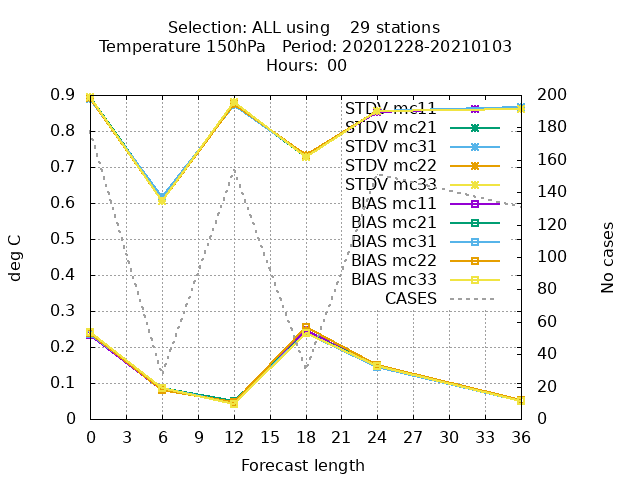 Selection: ALL using 29 stations
Temperature 150hPa Period: 20201228-20210103
Hours: 00
0.9
0.8
0.7
0.6
0.5
0.4
0.3
0.2
0.1
0
deg C
200
180
160
140
120
100
80
60
40
20
0
No cases
STDV mc11
STDV mc21
STDV mc31
STDV mc22
STDV mc33
BIAS mc11
BIAS mc21
BIAS mc31
BIAS mc22
BIAS mc33
CASES
0 3 6 9 12 15 18 21 24 27 30 33 36
Forecast length